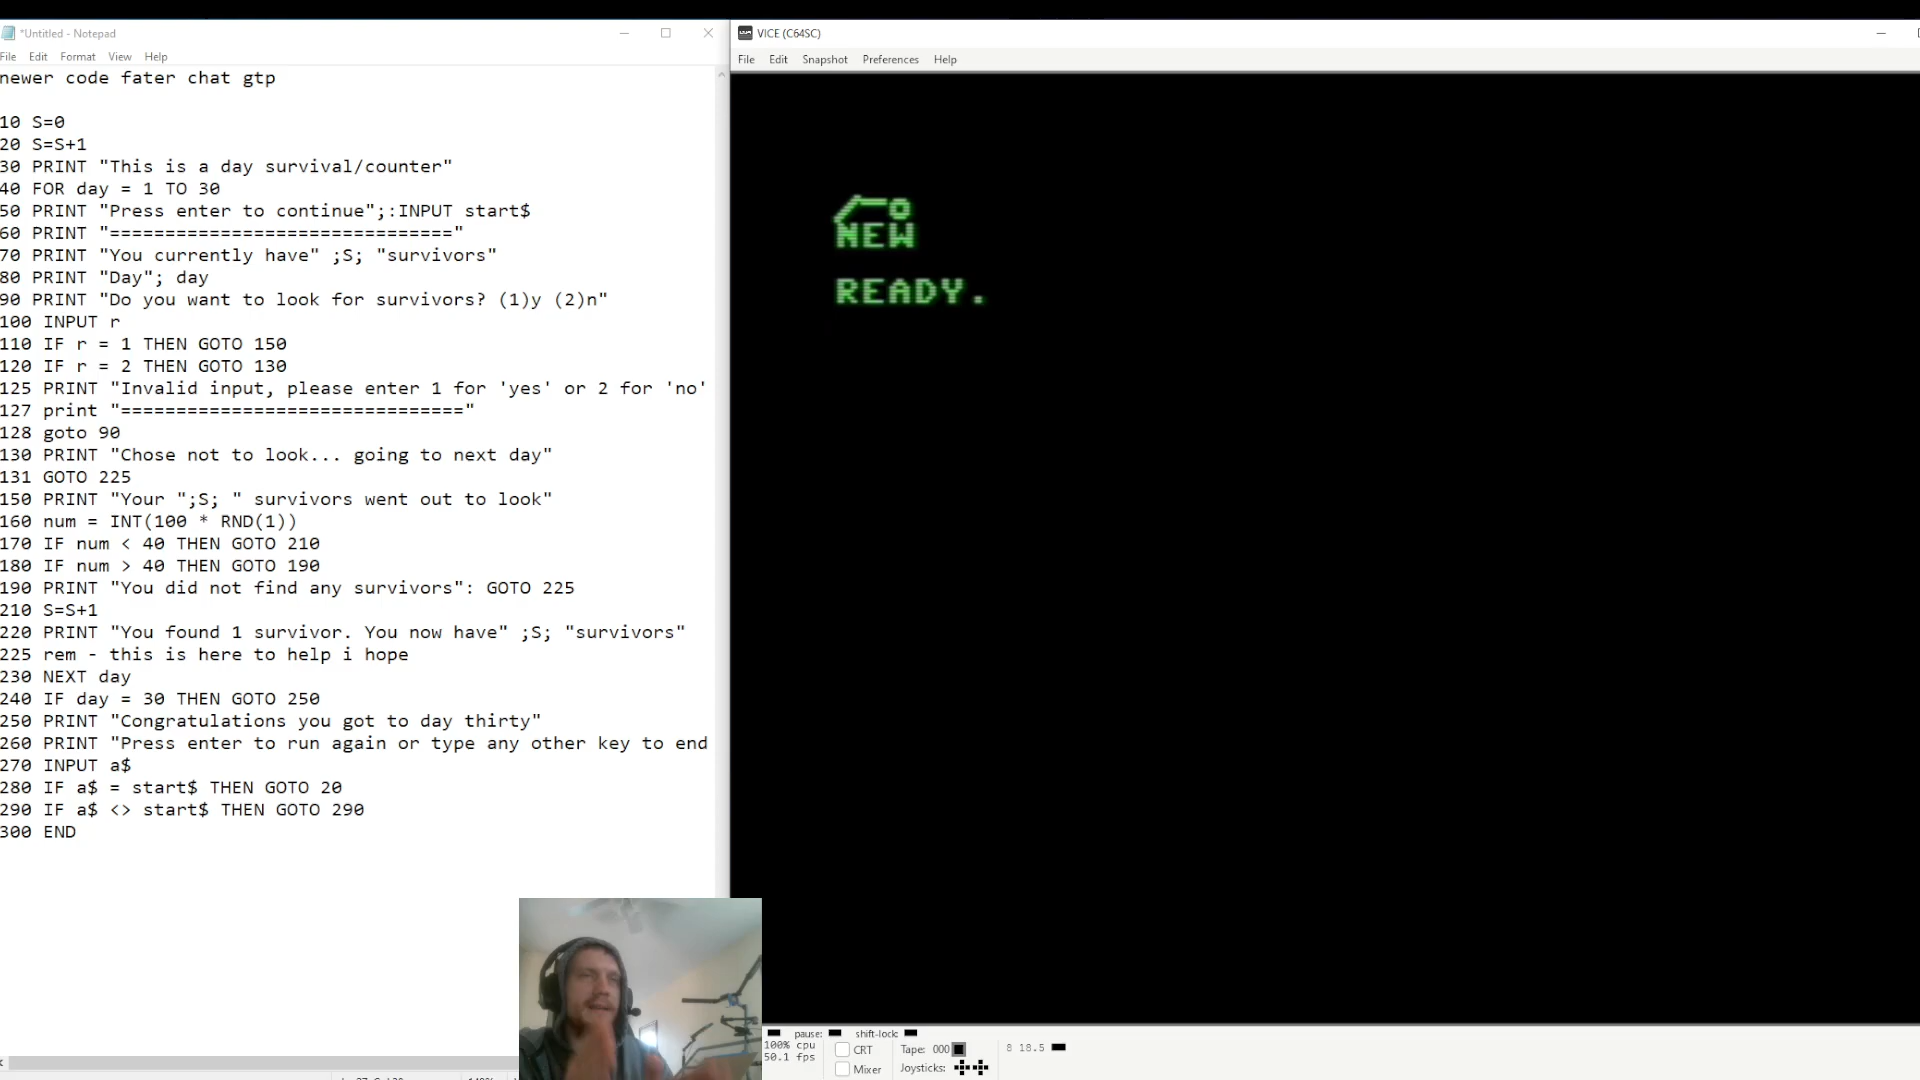 *Untitled - Notepad
File Edit Format View Help
newer code fater chat gtp
10 S=0
20 S=S+1
30 PRINT "This is a day survival/counter"
40 FOR day = 1 TO 30
50 PRINT "Press enter to continue";:INPUT start$
60 PRINT "==============================="
70 PRINT "You currently have" ;S; "survivors"
80 PRINT "Day"; day
90 PRINT "Do you want to look for survivors? (1)y (2)n"
100 INPUT r
110 IF r = 1 THEN GOTO 150
120 IF r = 2 THEN GOTO 130
125 PRINT "Invalid input, please enter 1 for 'yes' or 2 for 'no'
127 print "==============================="
128 goto 90
130 PRINT "Chose not to look... going to next day"
131 GOTO 225
150 PRINT "Your ";S; " survivors went out to look"
160 num = INT(100 * RND(1))
170 IF num < 40 THEN GOTO 210
180 IF num > 40 THEN GOTO 190
190 PRINT "You did not find any survivors": GOTO 225
210 S=S+1
220 PRINT "You found 1 survivor. You now have" ;S; "survivors"
225 rem - this is here to help i hope
230 NEXT day
240 IF day = 30 THEN GOTO 250
250 PRINT "Congratulations you got to day thirty"
260 PRINT "Press enter to run again or type any other key to end
270 INPUT a$
280 IF a$ = start$ THEN GOTO 20
290 IF a$ <> start$ THEN GOTO 290
300 END
VICE (C64SC)
File Edit Snapshot Preferences Help
NEW
READY.
pause: shift-lock:
100% cpu
50.1 fps
CRT
Mixer
Tape: 000
Joysticks:
8 18.5